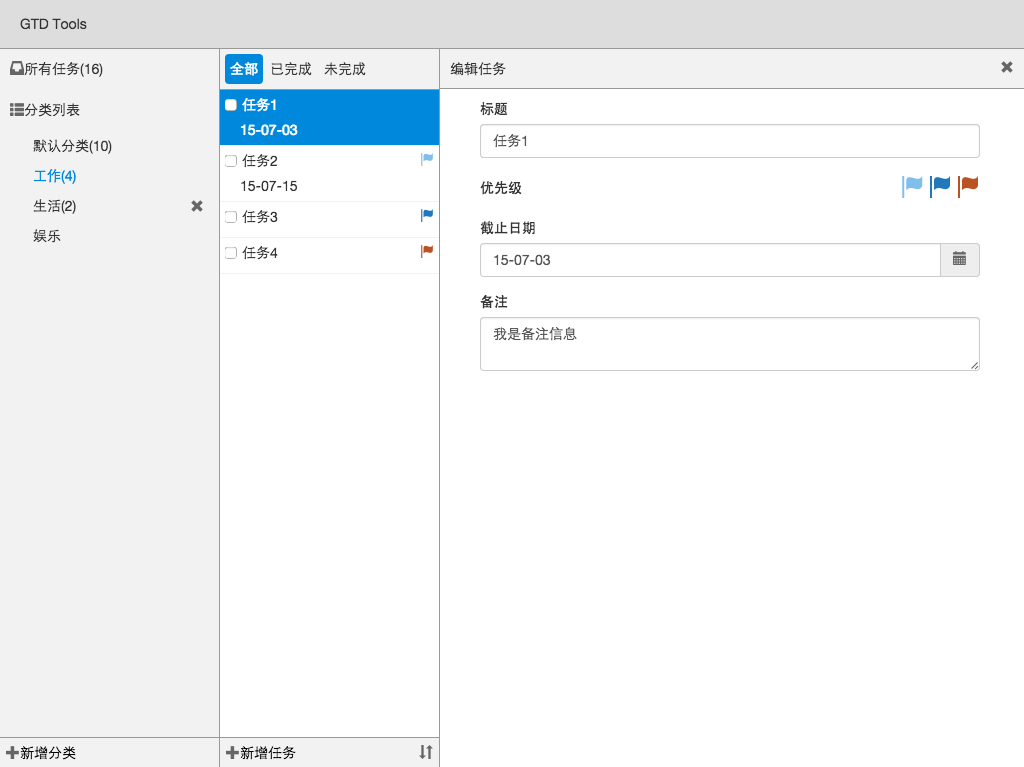 GTD Tools
所有任务(16)
分类列表
默认分类(10)
工作(4)
生活(2)
娱乐
新增分类
全部 已完成 未完成
任务1
15-07-03
任务2
15-07-15
任务3
任务4
新增任务
编辑任务
标题
任务1
优先级
截止日期
15-07-03
备注
我是备注信息